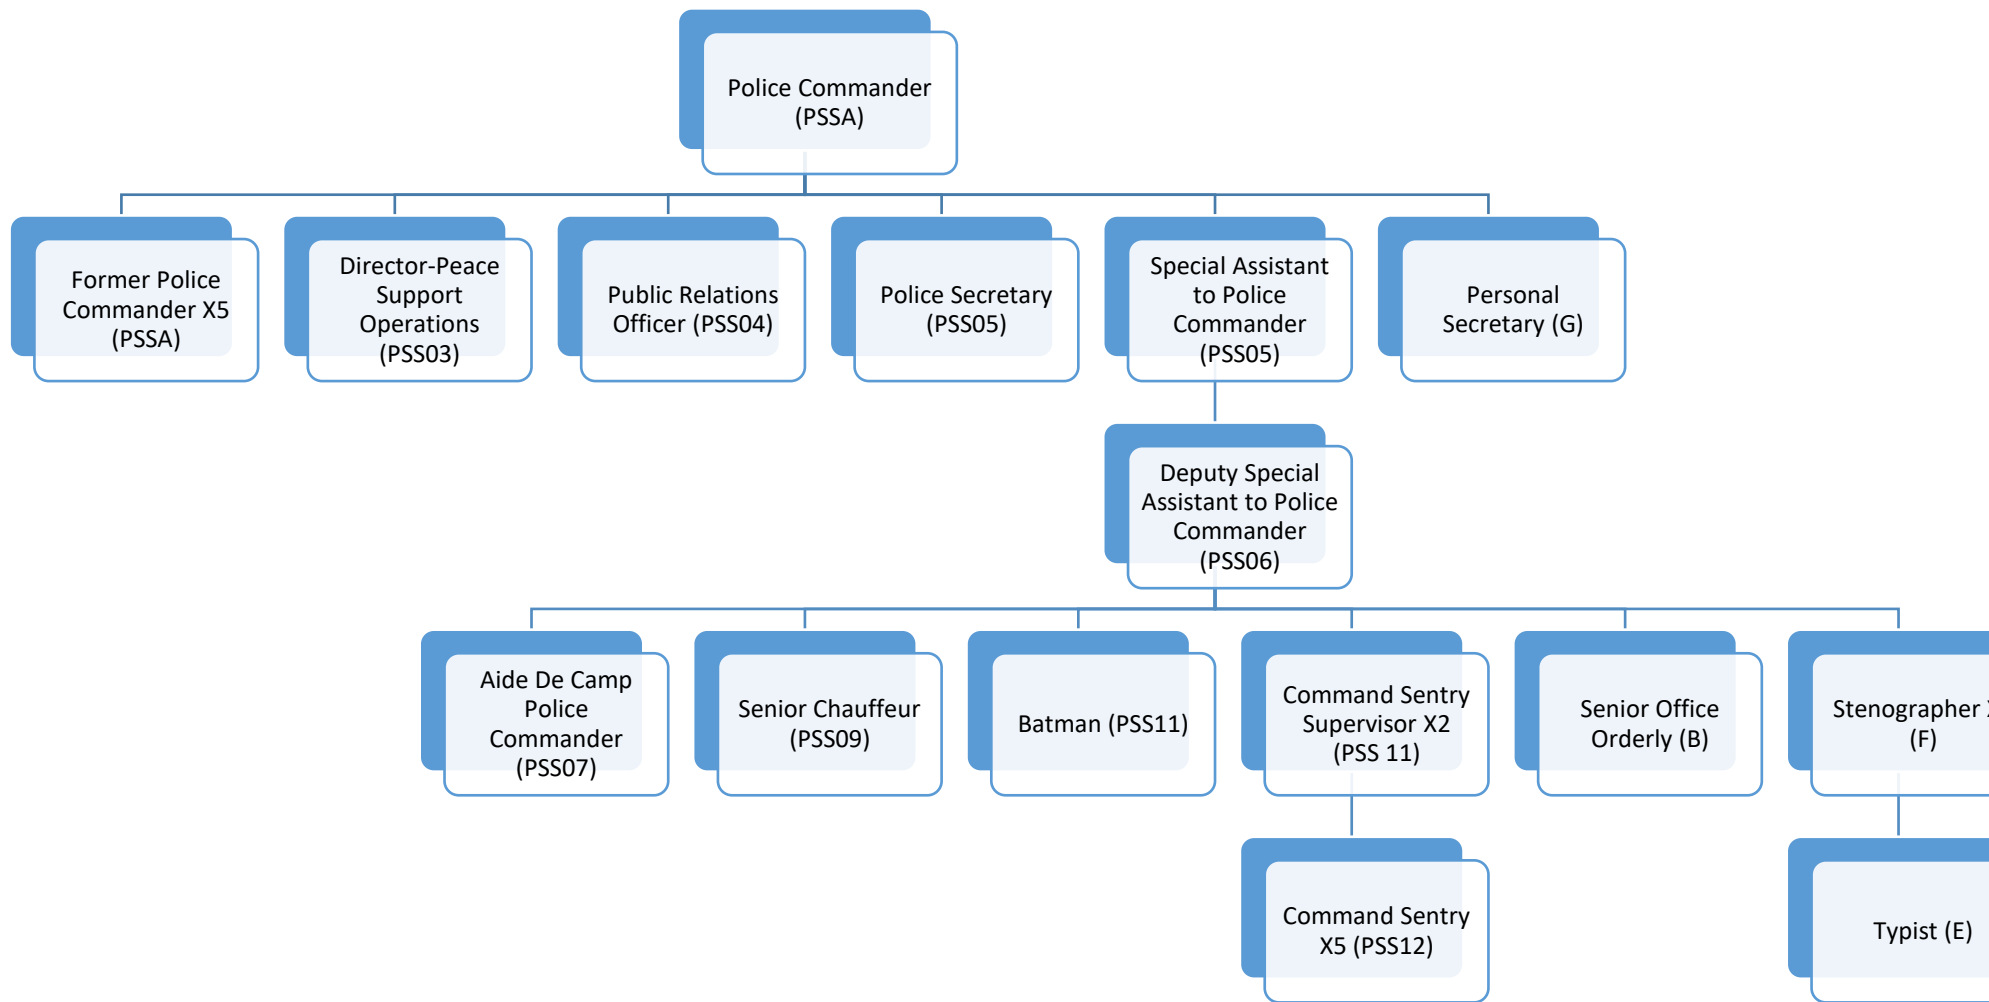 Police Commander
(PSSA)
Former Police
Commander X5
(PSSA)
Director-Peace
Support
Operations
(PSS03)
Public Relations
Officer (PSS04)
Police Secretary
(PSS05)
Special Assistant
to Police
Commander
(PSS05)
Personal
Secretary (G)
Deputy Special
Assistant to Police
Commander
(PSS06)
Aide De Camp
Police
Commander
(PSS07)
Senior Chauffeur
(PSS09)
Batman (PSS11)
Command Sentry
Supervisor X2
(PSS 11)
Senior Office
Orderly (B)
Stenographer
(F)
Command Sentry
X5 (PSS12)
Typist (E)